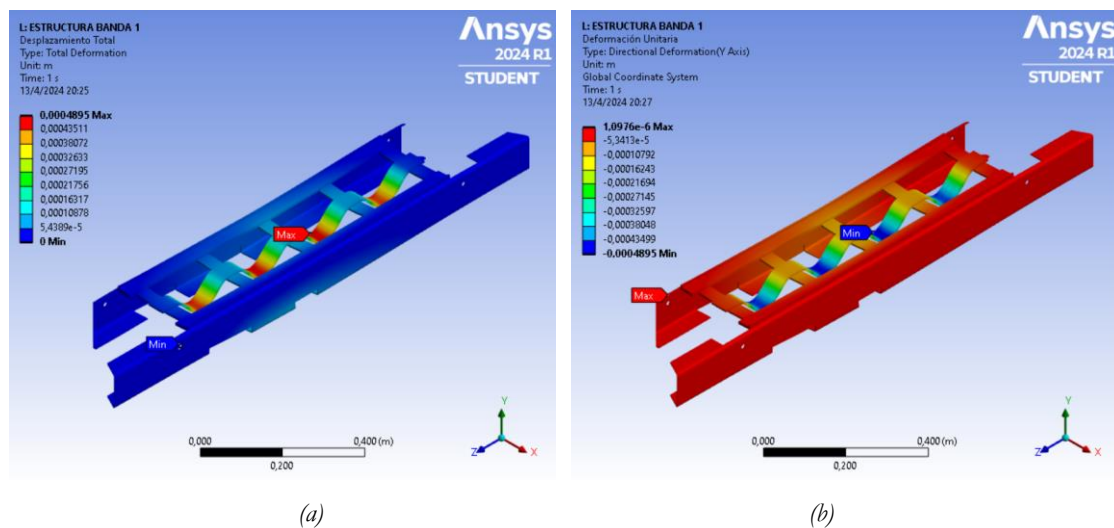 L: ESTRUCTURA BANDA 1
Desplazamiento Total
Type: Total Deformation
Unit: m
Time: 1 s
13/4/2024 20:25
Ansys
2024 R1
STUDENT
0,0004895 Max
0,00043511
0,00038072
0,00032633
0,00027195
0,00021756
0,00016317
0,00010878
5,4389e-5
0 Min
Max
Min
0,000
0,400 (m)
0,200
Y
Z
X
(a)
L: ESTRUCTURA BANDA 1
Deformación Unitaria
Type: Directional Deformation(Y Axis)
Unit: m
Global Coordinate System
Time: 1 s
13/4/2024 20:27
Ansys
2024 R1
STUDENT
1,0976e-6 Max
-5,3413e-5
-0,00010792
-0,00016243
-0,00021694
-0,00027145
-0,00032597
-0,00038048
-0,00043499
-0,0004895 Min
Min
Max
0,000
0,400 (m)
0,200
Y
Z
X
(b)